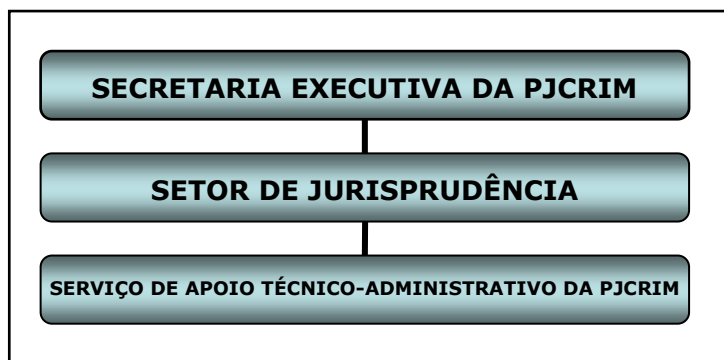 SECRETARIA EXECUTIVA DA PJCRIM
SETOR DE JURISPRUDÊNCIA
SERVIÇO DE APOIO TÉCNICO-ADMINISTRATIVO DA PJCRIM